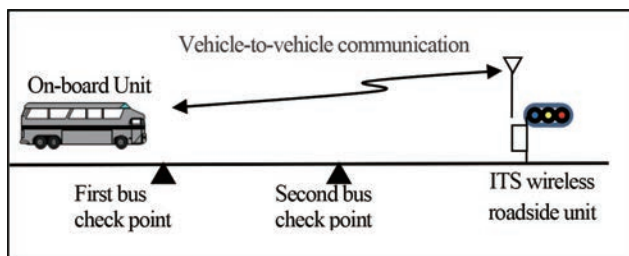 Vehicle-to-vehicle communication
On-board Unit
First bus
check point
Second bus
check point
ITS wireless
roadside unit